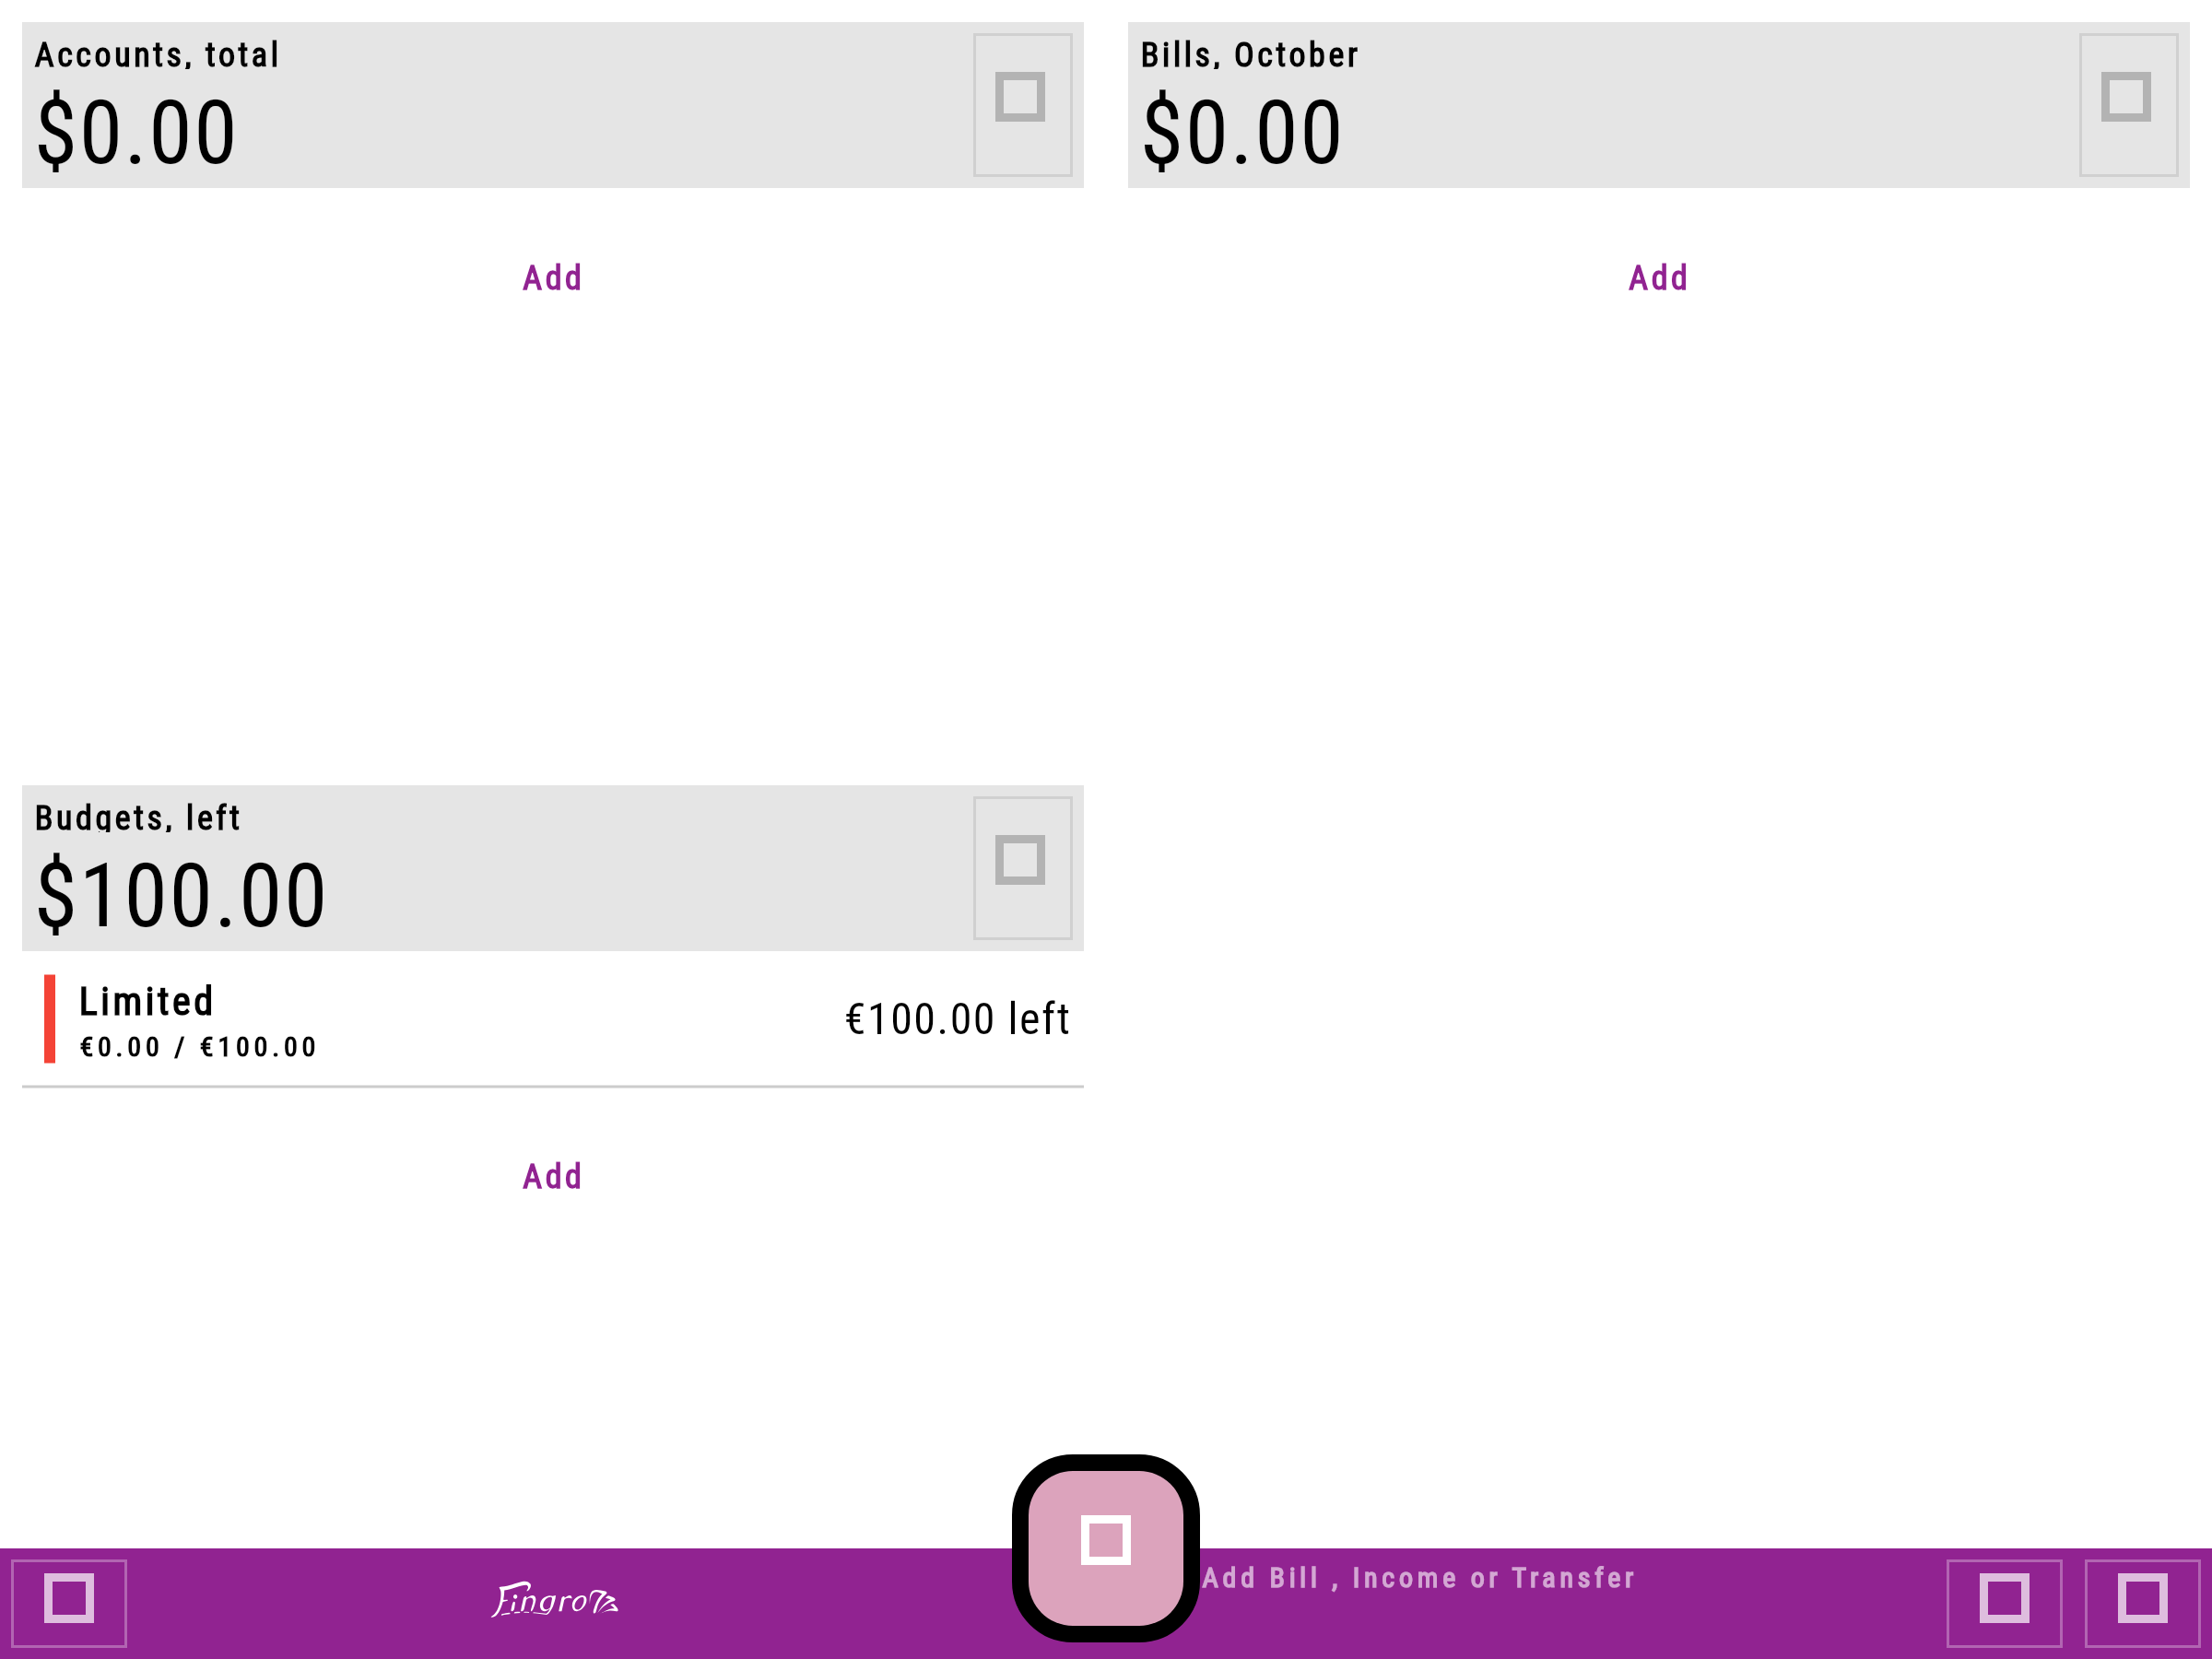 Accounts, total
$0.00
Add
Bills, October
$0.00
Add
Budgets, left
$100.00
Limited
€0.00 / €100.00
€100.00 left
Add
Add Bill , Income or Transfer